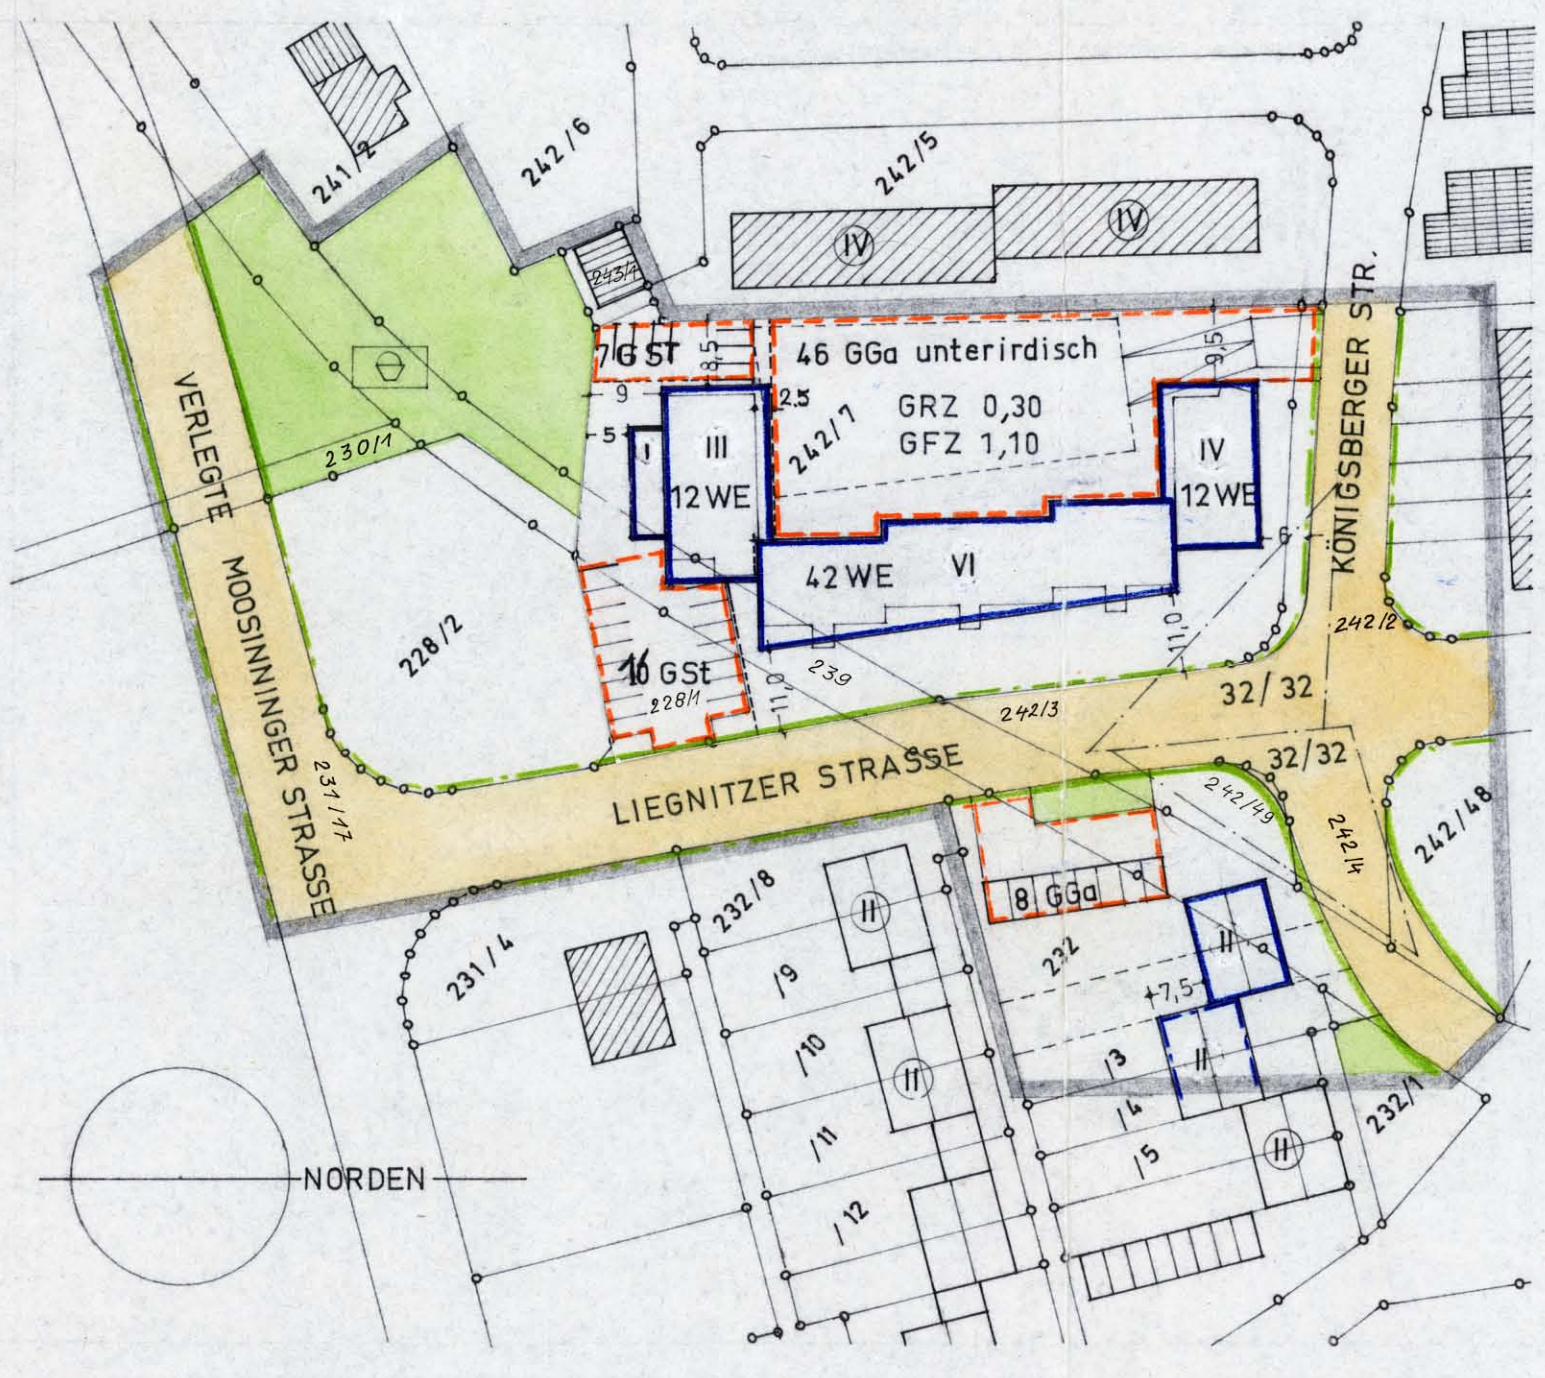 241/2
242/6
242/5
IV
IV
243/1
KÖNIGSBERGER STR.
7 GST
8,5
46 GGa unterirdisch
9,5
GRZ 0,30
GFZ 1,10
242/7
2.5
9
5
I
III
12 WE
IV
12 WE
6
42 WE
VI
VERLEGTE MOOSINNINGER STRASSE
230/1
228/2
16 GSt
228/1
11,0
239
11,0
242/3
242/2
32/32
32/32
LIEGNITZER STRASSE
231/17
242/49
242/4
242/48
231/4
232/8
II
/9
/10
II
/11
/12
8 GGa
232
II
7,5
II
/3
/4
/5
II
232/1
NORDEN